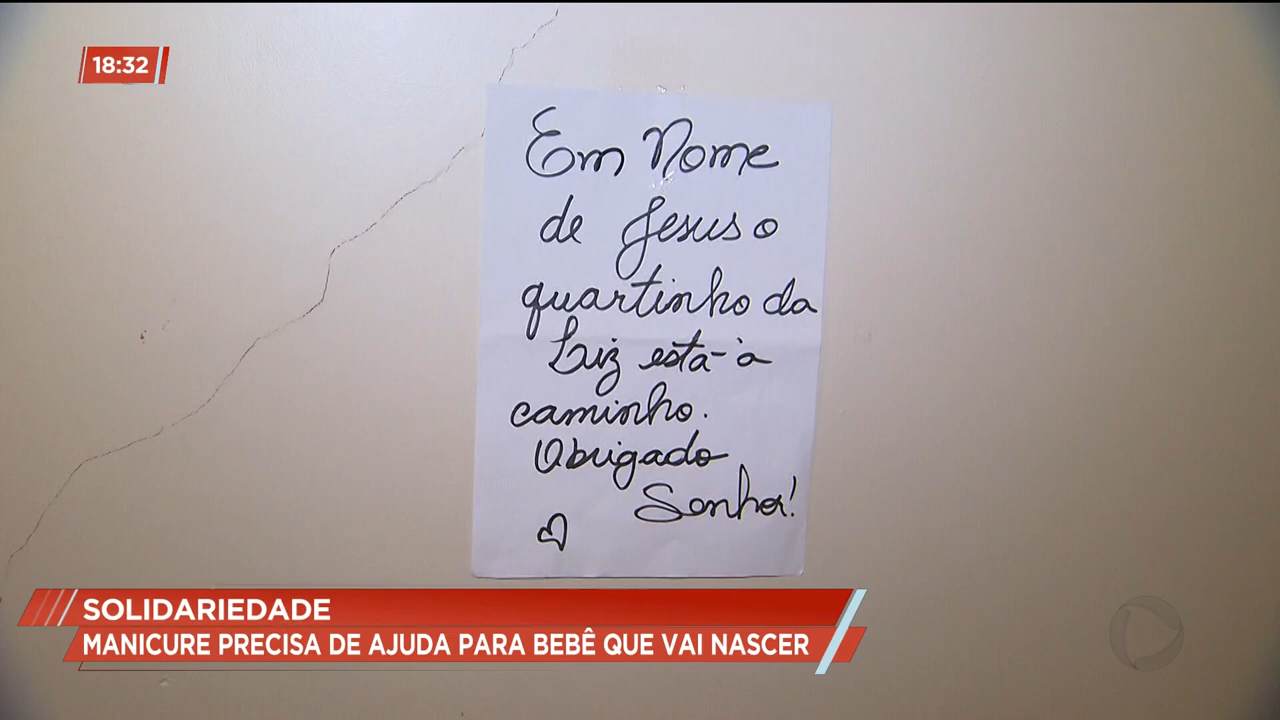 18:32
Em Nome
de Jesus o
quartinho da
Luiz está à
caminho.
Obrigado
Senhor!
SOLIDARIEDADE
MANICURE PRECISA DE AJUDA PARA BEBÊ QUE VAI NASCER